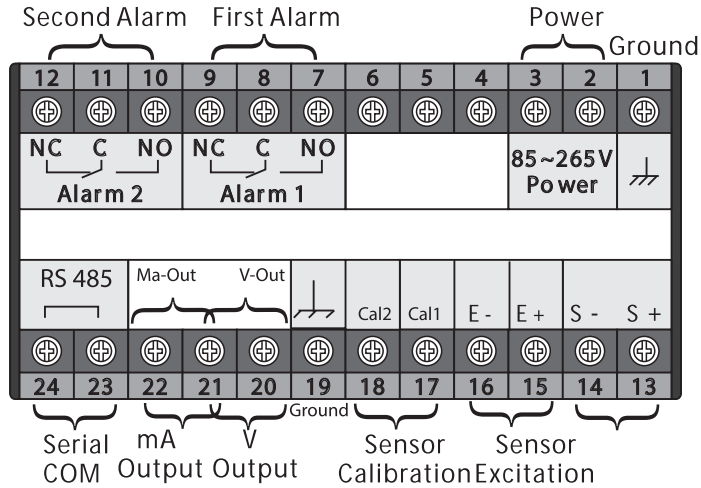 Second Alarm First Alarm Power
Ground
12 11 10 9 8 7 6 5 4 3 2 1
NC C NO NC C NO
85~265V
Power
Alarm 2 Alarm 1
RS 485 Ma-Out V-Out
Cal2 Cal1 E - E + S - S +
24 23 22 21 20 19 18 17 16 15 14 13
Ground
Serial mA V Sensor Sensor
COM Output Output Calibration Excitation